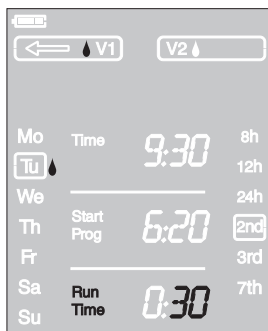 V1 V2
Mo Time 9:30 8h
Tu 12h
We 24h
Th Start Prog 6:20 2nd
Fr 3rd
Sa Run Time 0:30 7th
Su